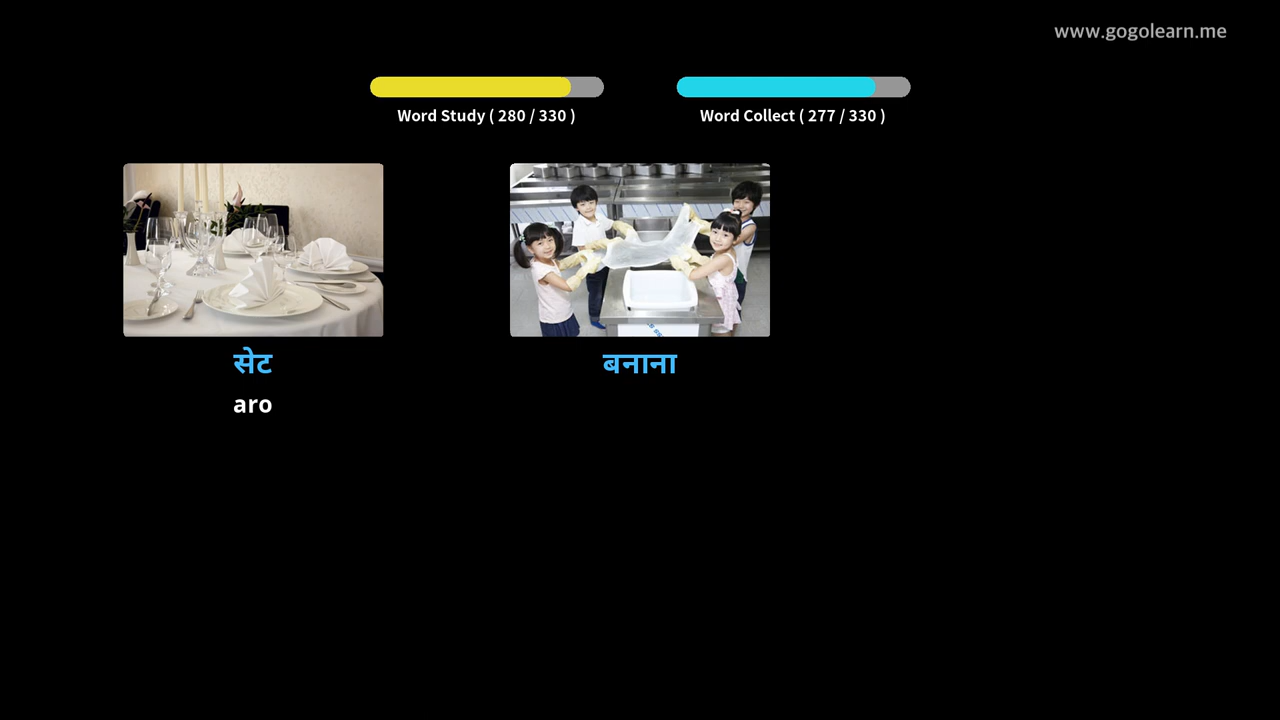 www.gogolearn.me
Word Study ( 280 / 330 )
Word Collect ( 277 / 330 )
सेट
बनाना
aro